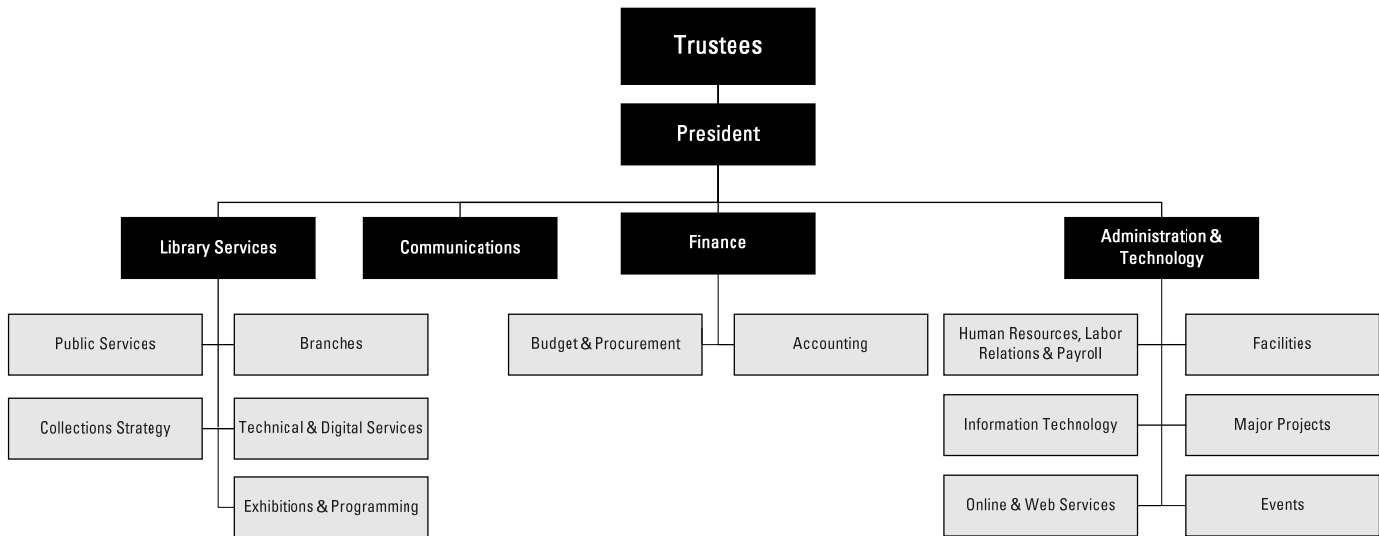 Trustees
President
Library Services
Communications
Finance
Administration &
Technology
Public Services
Branches
Budget & Procurement
Accounting
Human Resources, Labor
Relations & Payroll
Facilities
Collections Strategy
Technical & Digital Services
Information Technology
Major Projects
Exhibitions & Programming
Online & Web Services
Events